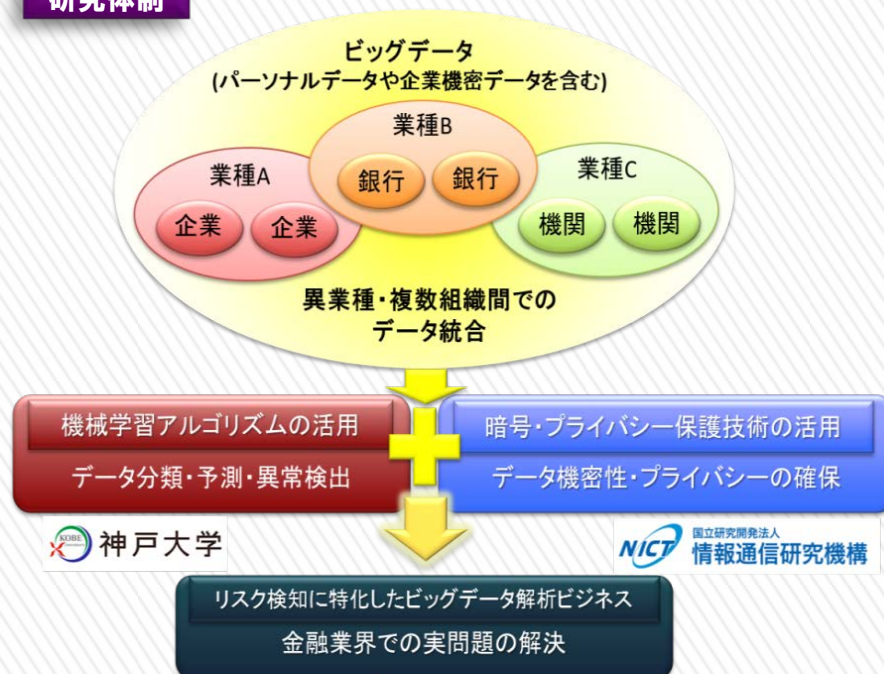 研究体制
ビッグデータ
(パーソナルデータや企業機密データを含む)
業種B
銀行 銀行
業種A
企業 企業
業種C
機関 機関
異業種・複数組織間での
データ統合
機械学習アルゴリズムの活用
データ分類・予測・異常検出
暗号・プライバシー保護技術の活用
データ機密性・プライバシーの確保
KOBE
神戸大学
NICT
国立研究開発法人
情報通信研究機構
リスク検知に特化したビッグデータ解析ビジネス
金融業界での実問題の解決